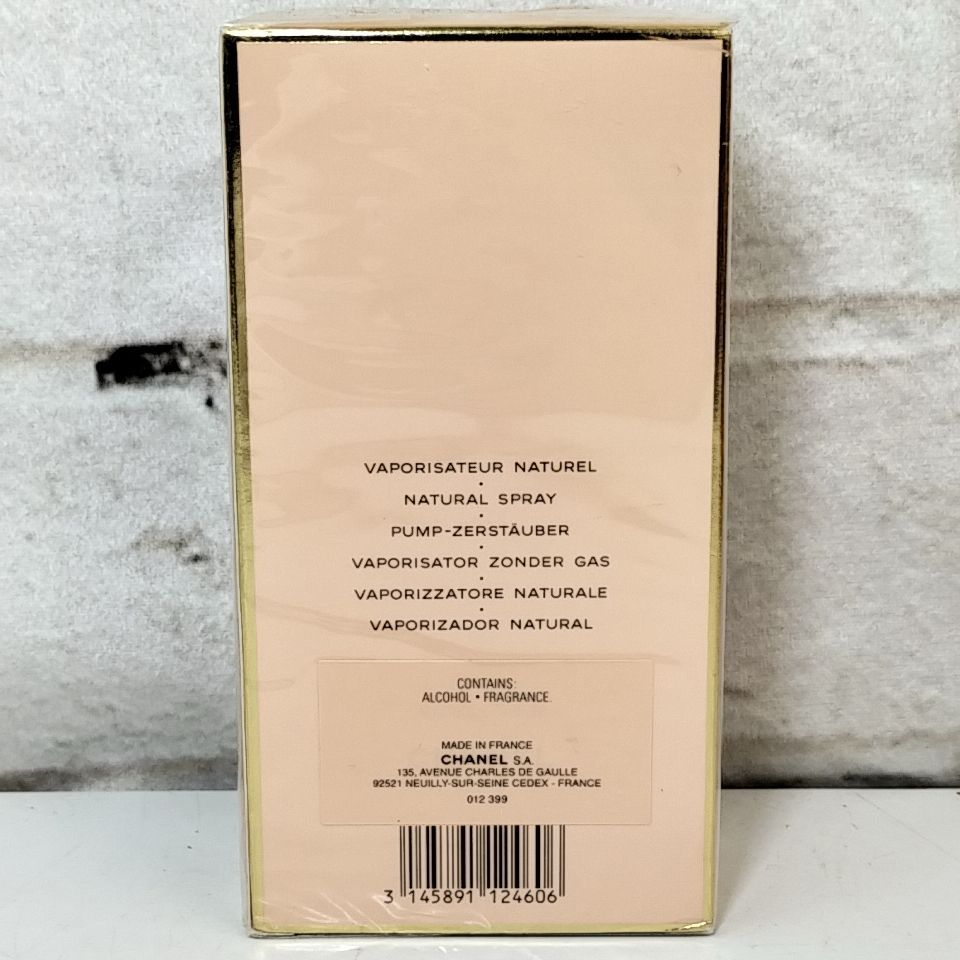 VAPORISATEUR NATUREL
•
NATURAL SPRAY
•
PUMP-ZERSTÄUBER
•
VAPORISATOR ZONDER GAS
•
VAPORIZZATORE NATURALE
•
VAPORIZADOR NATURAL
CONTAINS:
ALCOHOL • FRAGRANCE.
MADE IN FRANCE
CHANEL S.A.
135, AVENUE CHARLES DE GAULLE
92521 NEUILLY-SUR-SEINE CEDEX - FRANCE
012 399
3 145891 124606